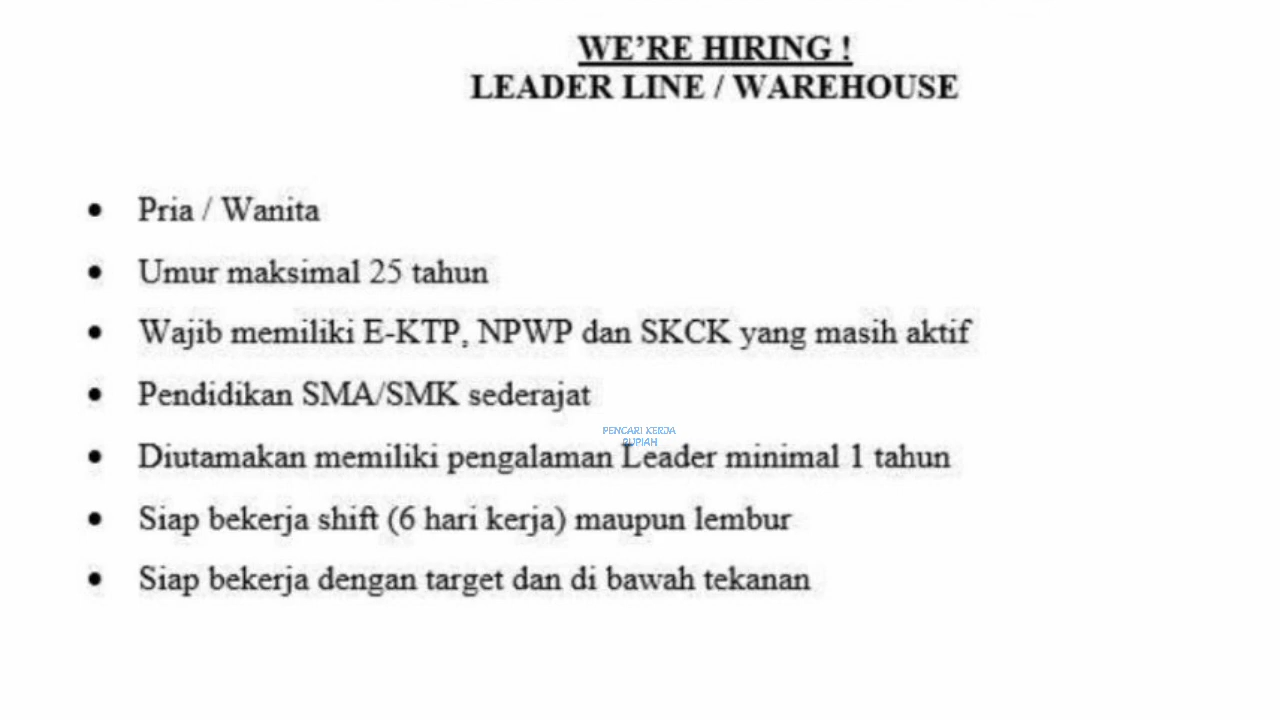 WE’RE HIRING !
LEADER LINE / WAREHOUSE
• Pria / Wanita
• Umur maksimal 25 tahun
• Wajib memiliki E-KTP, NPWP dan SKCK yang masih aktif
• Pendidikan SMA/SMK sederajat
PENCARI KERJA
RUPIAH
• Diutamakan memiliki pengalaman Leader minimal 1 tahun
• Siap bekerja shift (6 hari kerja) maupun lembur
• Siap bekerja dengan target dan di bawah tekanan